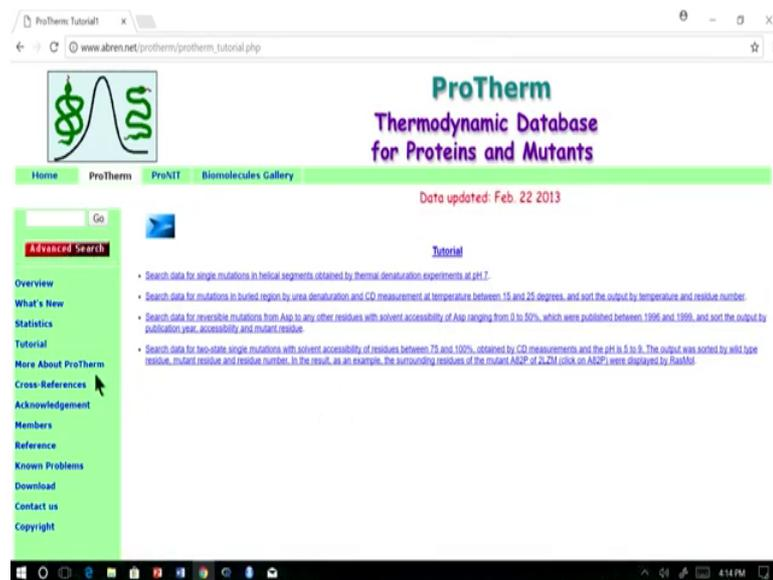 ProTherm: Tutorial1
www.abren.net/protherm/protherm_tutorial.php
ProTherm
Thermodynamic Database
for Proteins and Mutants
Home ProTherm ProNIT Biomolecules Gallery
Data updated: Feb. 22 2013
Go
Advanced Search
Tutorial
Overview
What's New
Statistics
Tutorial
More About ProTherm
Cross-References
Acknowledgement
Members
Reference
Known Problems
Download
Contact us
Copyright
Search data for single mutations in helical segments obtained by thermal denaturation experiments at pH 7.
Search data for mutations in buried region by urea denaturation and CD measurement at temperature between 15 and 25 degrees, and sort the output by temperature and residue number.
Search data for reversible mutations from Asp to any other residues with solvent accessibility of Asp ranging from 0 to 50%, which were published between 1996 and 1999, and sort the output by
publication year, accessibility and mutant residue.
Search data for two-state single mutations with solvent accessibility of residues between 75 and 100%, obtained by CD measurements and the pH is 5 to 9. The output was sorted by wild type
residue, mutant residue and residue number. In the result, as an example, the surrounding residues of the mutant A82P of 2LZM (click on A82P) were displayed by RasMol.
4:14 PM